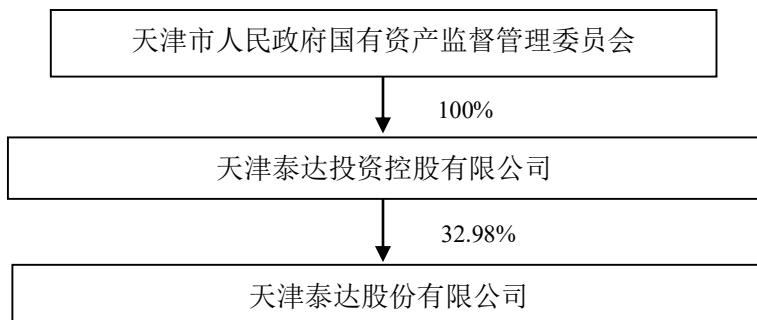 天津市人民政府国有资产监督管理委员会
100%
天津泰达投资控股有限公司
32.98%
天津泰达股份有限公司